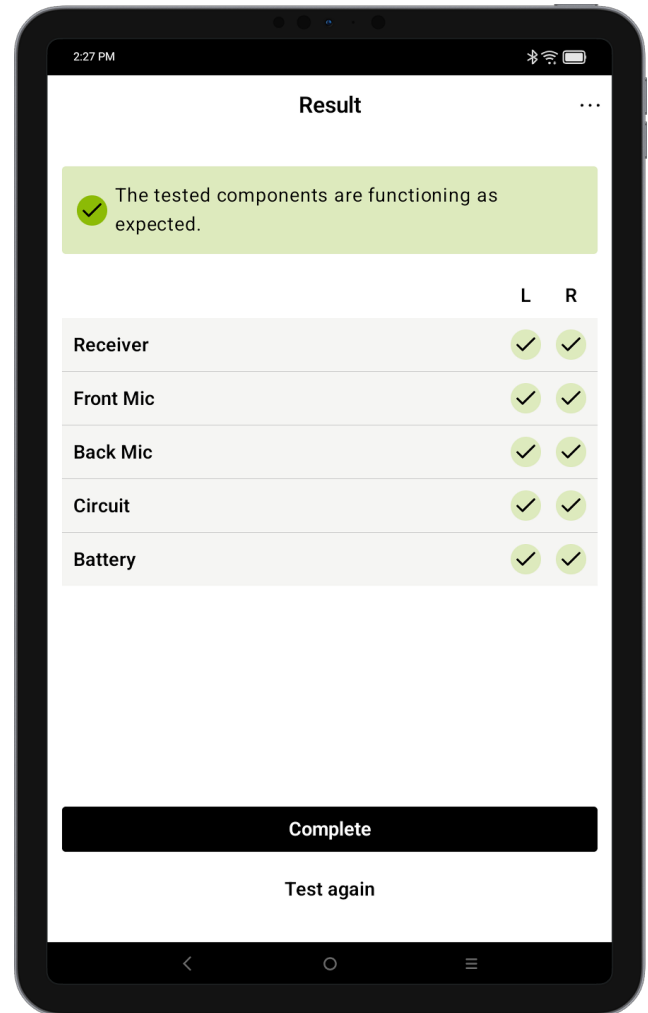 2:27 PM
Result
The tested components are functioning as
expected.
L R
Receiver
Front Mic
Back Mic
Circuit
Battery
Complete
Test again